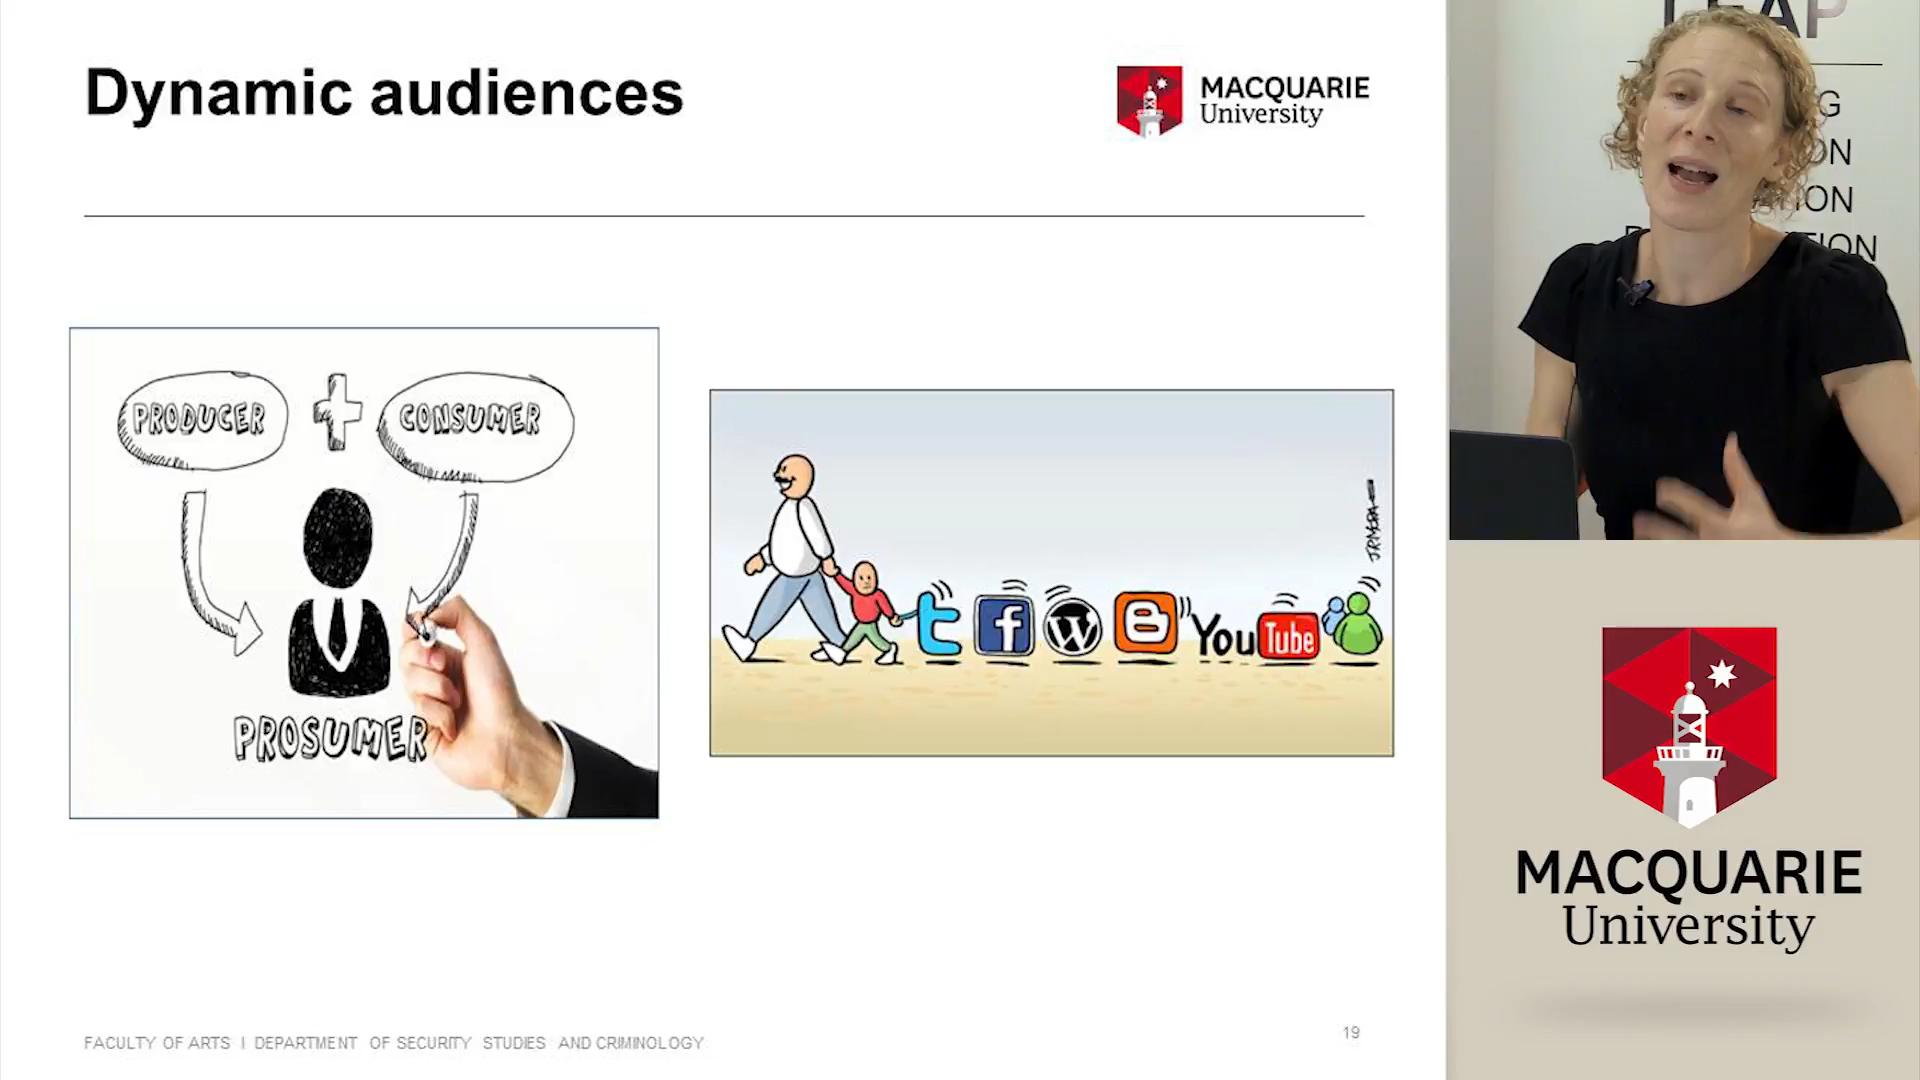 Dynamic audiences
MACQUARIE
University
PRODUCER + CONSUMER
PROSUMER
J.R.MORA
You Tube
FACULTY OF ARTS | DEPARTMENT OF SECURITY STUDIES AND CRIMINOLOGY
19
MACQUARIE
University